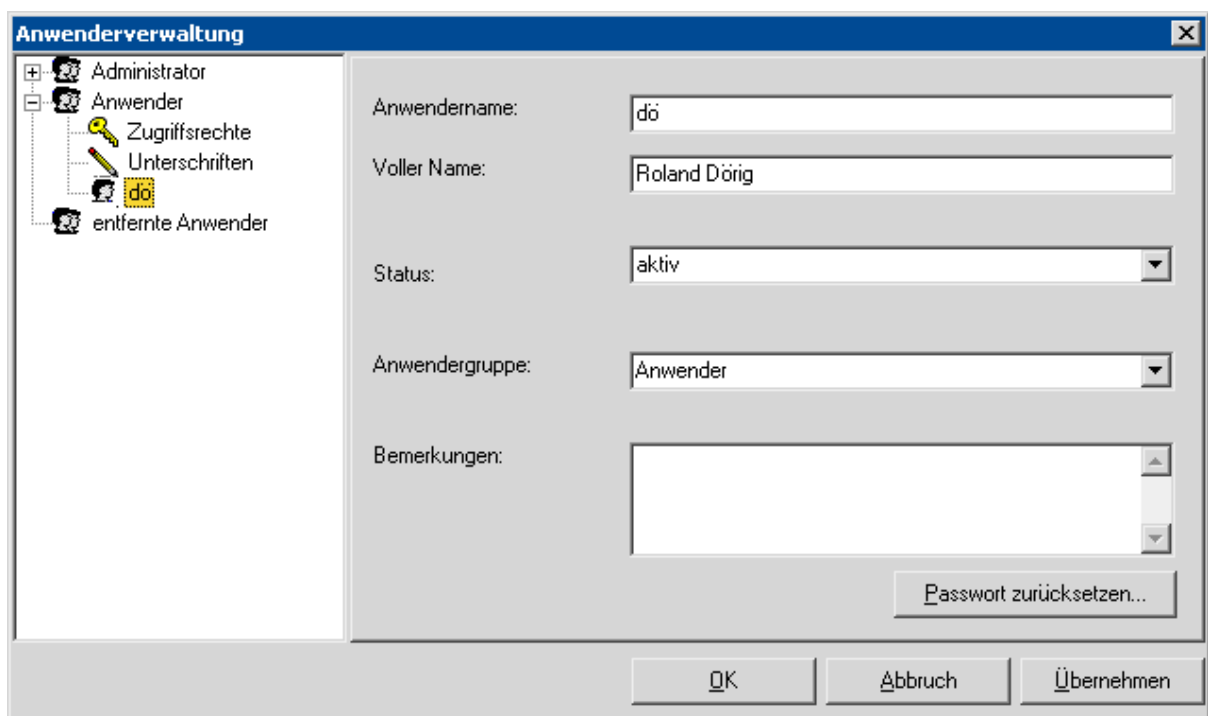 Anwenderverwaltung
Administrator
Anwender
Zugriffsrechte
Unterschriften
dö
entfernte Anwender
Anwendername:
dö
Voller Name:
Roland Dörig
Status:
aktiv
Anwendergruppe:
Anwender
Bemerkungen:
Passwort zurücksetzen...
OK
Abbruch
Übernehmen